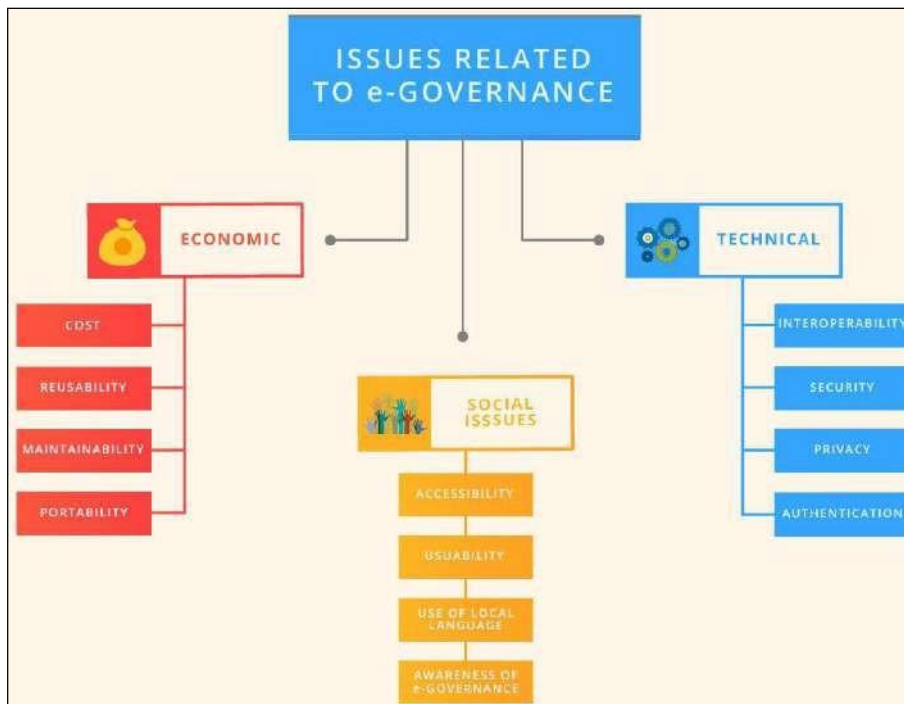 ISSUES RELATED
TO e-GOVERNANCE
ECONOMIC
COST
REUSABILITY
MAINTAINABILITY
PORTABILITY
SOCIAL
ISSSUES
ACCESSIBILITY
USUABILITY
USE OF LOCAL
LANGUAGE
AWARENESS OF
e-GOVERNANCE
TECHNICAL
INTEROPERABILITY
SECURITY
PRIVACY
AUTHENTICATION